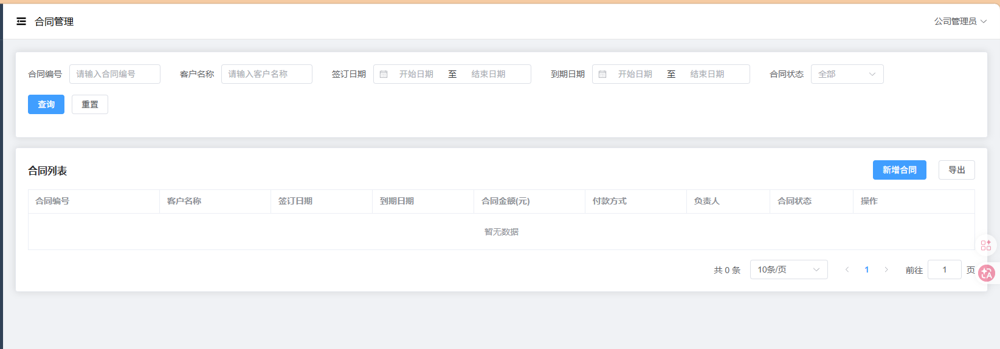 合同管理
公司管理员
合同编号 请输入合同编号 客户名称 请输入客户名称 签订日期 开始日期 至 结束日期 到期日期 开始日期 至 结束日期 合同状态 全部
查询 重置
合同列表
新增合同 导出
合同编号 客户名称 签订日期 到期日期 合同金额(元) 付款方式 负责人 合同状态 操作
暂无数据
共 0 条 10条/页 1 前往 1 页